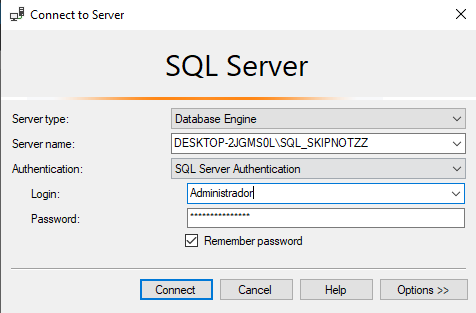 Connect to Server
SQL Server
Server type: Database Engine
Server name: DESKTOP-2JGMS0L\SQL_SKIPNOTZZ
Authentication: SQL Server Authentication
Login: Administrador
Password: ***************
Remember password
Connect Cancel Help Options >>